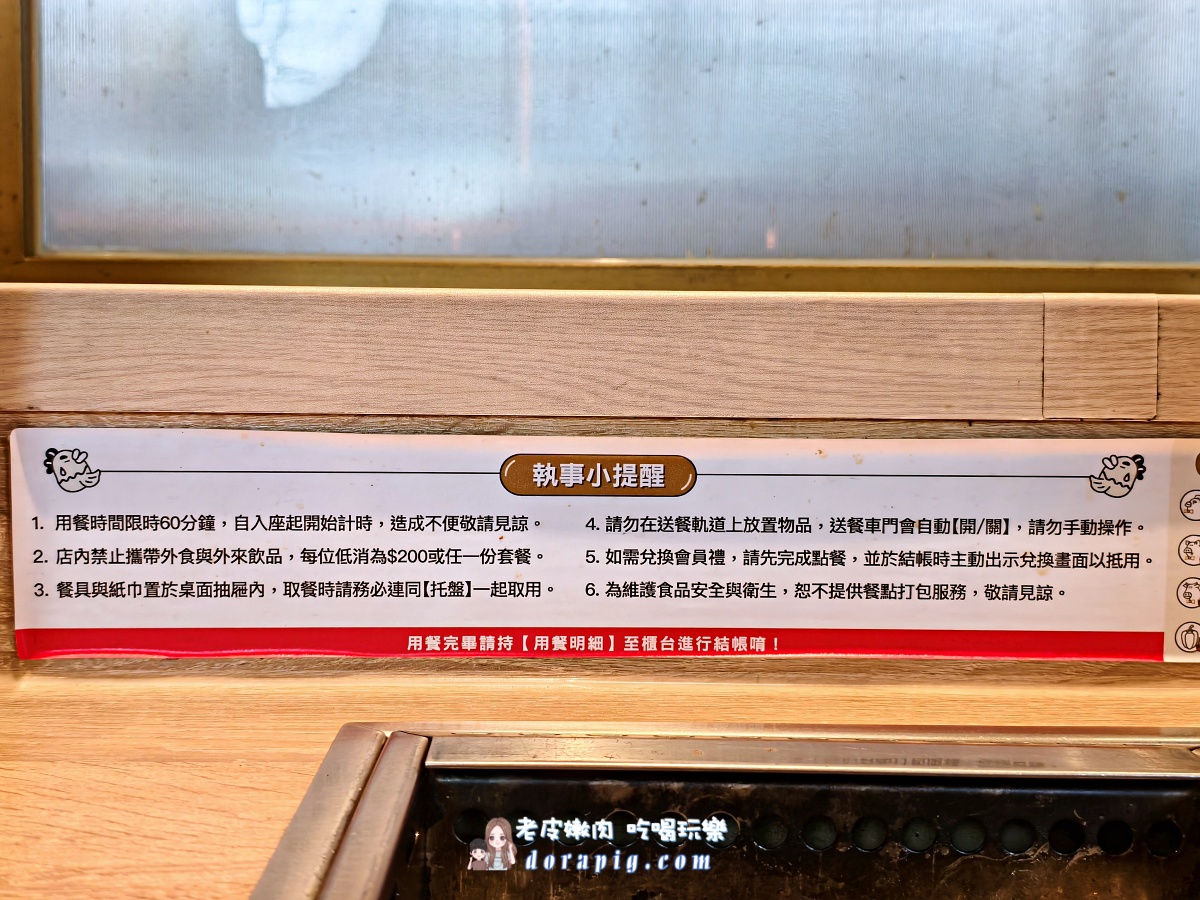 執事小提醒
1. 用餐時間限時60分鐘，自入座起開始計時，造成不便敬請見諒。
2. 店內禁止攜帶外食與外來飲品，每位低消為$200或任一份套餐。
3. 餐具與紙巾置於桌面抽屜內，取餐時請務必連同【托盤】一起取用。
4. 請勿在送餐軌道上放置物品，送餐車門會自動【開/關】，請勿手動操作。
5. 如需兌換會員禮，請先完成點餐，並於結帳時主動出示兌換畫面以抵用。
6. 為維護食品安全與衛生，恕不提供餐點打包服務，敬請見諒。
用餐完畢請持【用餐明細】至櫃台進行結帳唷！
老皮嫩肉 吃喝玩樂
dorapig.com